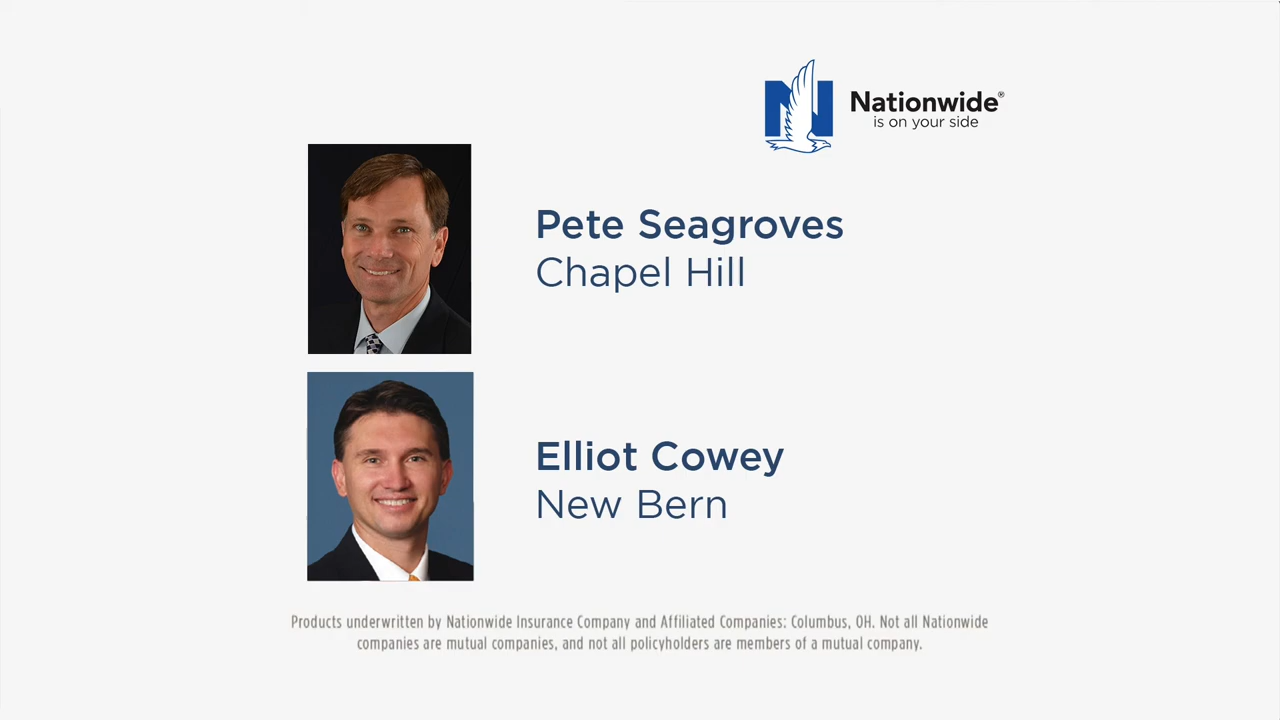 Nationwide®
is on your side
Pete Seagroves
Chapel Hill
Elliot Cowey
New Bern
Products underwritten by Nationwide Insurance Company and Affiliated Companies: Columbus, OH. Not all Nationwide
companies are mutual companies, and not all policyholders are members of a mutual company.